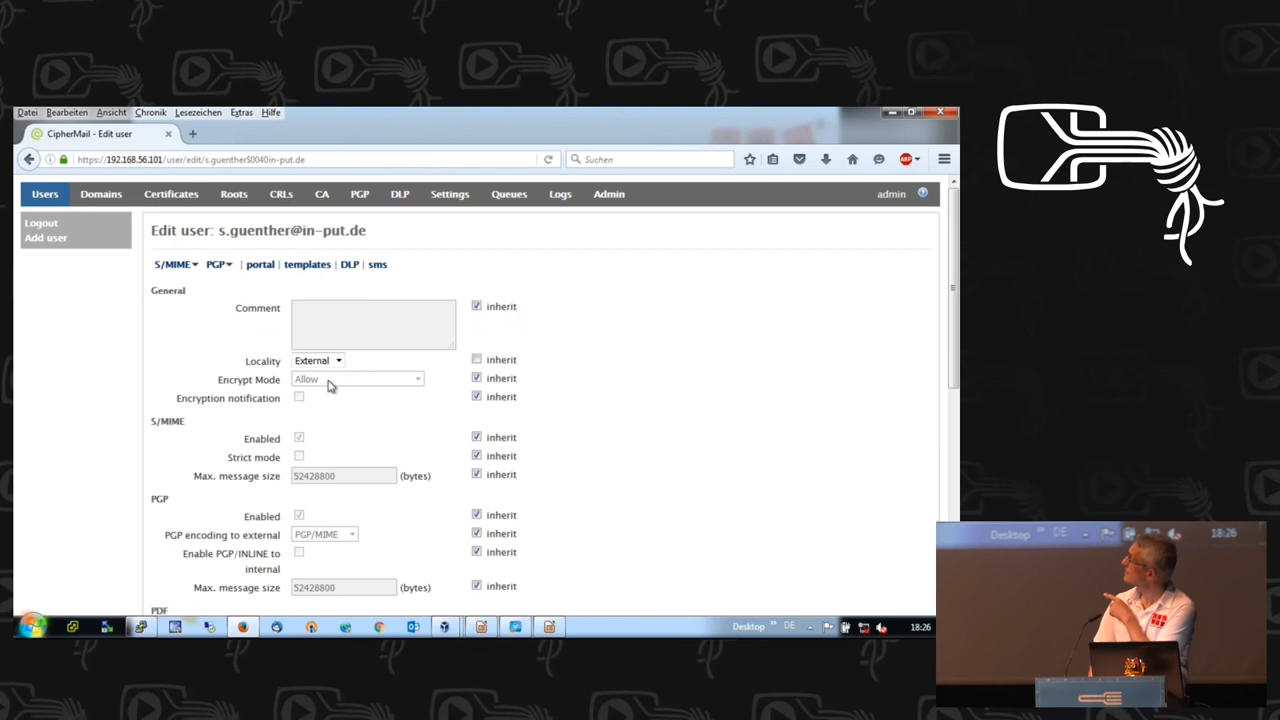 Datei Bearbeiten Ansicht Chronik Lesezeichen Extras Hilfe
CipherMail - Edit user
https://192.168.56.101/user/edit/s.guenther$0040in-put.de
Suchen
ABP
Users Domains Certificates Roots CRLs CA PGP DLP Settings Queues Logs Admin admin
Logout
Add user
Edit user: s.guenther@in-put.de
S/MIME PGP | portal | templates | DLP | sms
General
Comment inherit
Locality External inherit
Encrypt Mode Allow inherit
Encryption notification inherit
S/MIME
Enabled inherit
Strict mode inherit
Max. message size 52428800 (bytes) inherit
PGP
Enabled inherit
PGP encoding to external PGP/MIME inherit
Enable PGP/INLINE to inherit
internal
Max. message size 52428800 (bytes) inherit
PDF
Desktop DE 18:26
Desktop DE 18:26